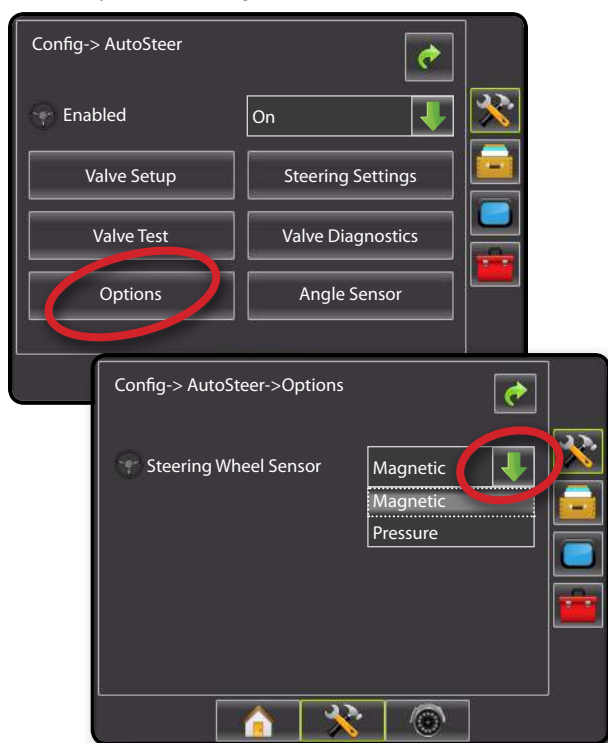 Config-> AutoSteer
Enabled
On
Valve Setup
Steering Settings
Valve Test
Valve Diagnostics
Options
Angle Sensor
Config-> AutoSteer->Options
Steering Wheel Sensor
Magnetic
Magnetic
Pressure